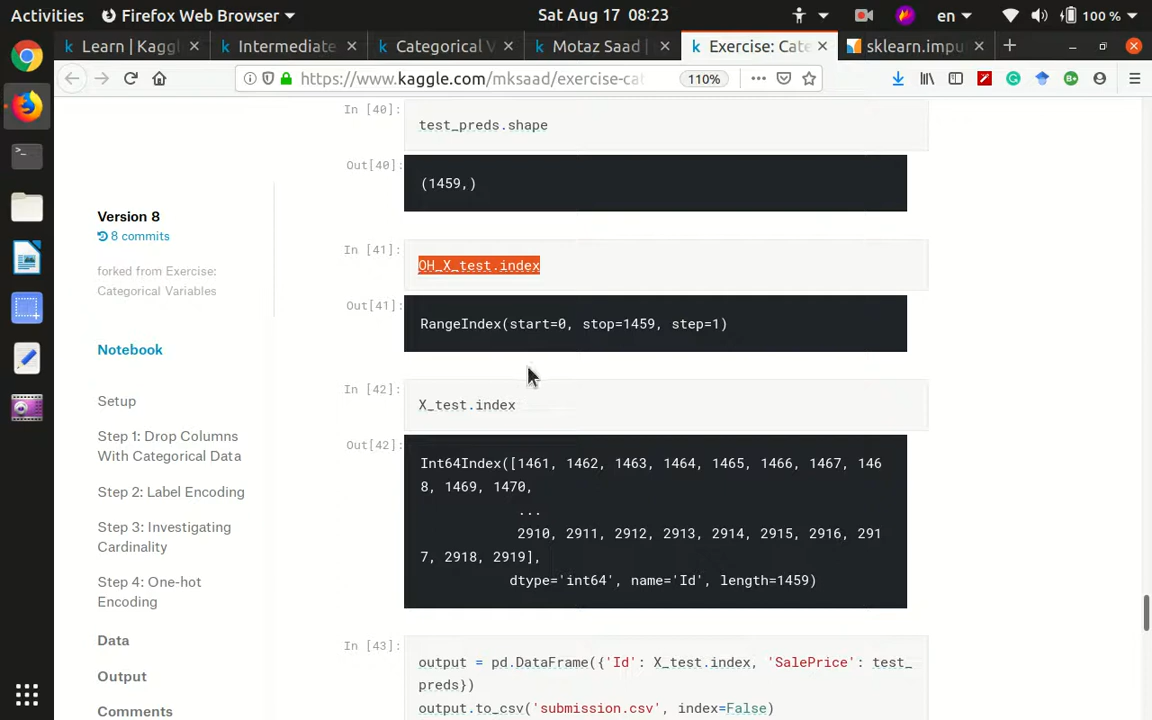 Activities Firefox Web Browser Sat Aug 17 08:23 en 100 %
Learn | Kaggl Intermediate Categorical V Motaz Saad | Exercise: Cate sklearn.impu
https://www.kaggle.com/mksaad/exercise-cat 110%
In [40]:
test_preds.shape
Out[40]:
(1459,)
Version 8
8 commits
forked from Exercise:
Categorical Variables
In [41]:
OH_X_test.index
Out[41]:
RangeIndex(start=0, stop=1459, step=1)
Notebook
Setup
Step 1: Drop Columns
With Categorical Data
Step 2: Label Encoding
Step 3: Investigating
Cardinality
Step 4: One-hot
Encoding
Data
Output
Comments
In [42]:
X_test.index
Out[42]:
Int64Index([1461, 1462, 1463, 1464, 1465, 1466, 1467, 146
8, 1469, 1470,
...
2910, 2911, 2912, 2913, 2914, 2915, 2916, 291
7, 2918, 2919],
dtype='int64', name='Id', length=1459)
In [43]:
output = pd.DataFrame({'Id': X_test.index, 'SalePrice': test_
preds})
output.to_csv('submission.csv', index=False)